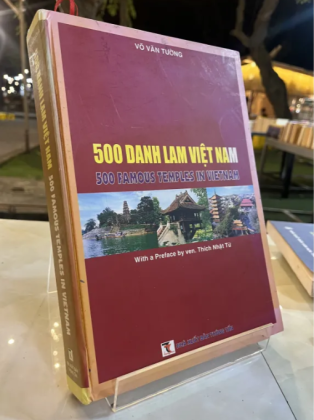 VÕ VĂN TƯỜNG
500 DANH LAM VIỆT NAM
500 FAMOUS TEMPLES IN VIETNAM
With a Preface by ven. Thích Nhật Từ
500 DANH LAM VIỆT NAM
500 FAMOUS TEMPLES IN VIETNAM